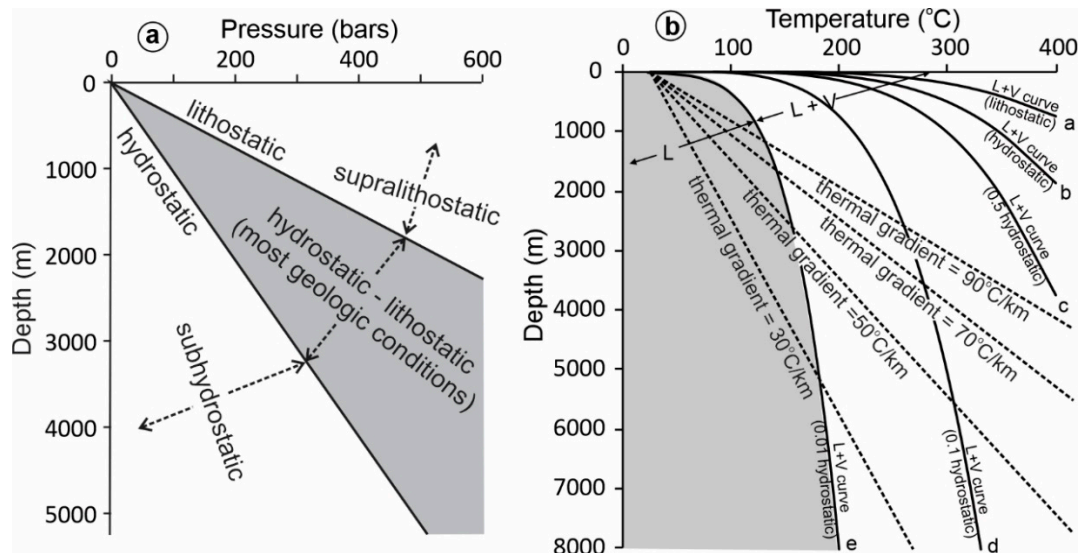 Pressure (bars)
a
0 200 400 600
Depth (m)
0
1000
2000
3000
4000
5000
lithostatic
hydrostatic
supralithostatic
hydrostatic - lithostatic
(most geologic conditions)
subhydrostatic
b
Temperature (°C)
0 100 200 300 400
Depth (m)
0
1000
2000
3000
4000
5000
6000
7000
8000
L
L + V
L+V curve
(lithostatic)
a
L+V curve
(hydrostatic)
b
L+V curve
(0.5 hydrostatic)
c
thermal gradient = 90°C/km
thermal gradient = 70°C/km
thermal gradient =50°C/km
thermal gradient = 30°C/km
L+V curve
(0.1 hydrostatic)
d
L+V curve
(0.01 hydrostatic)
e